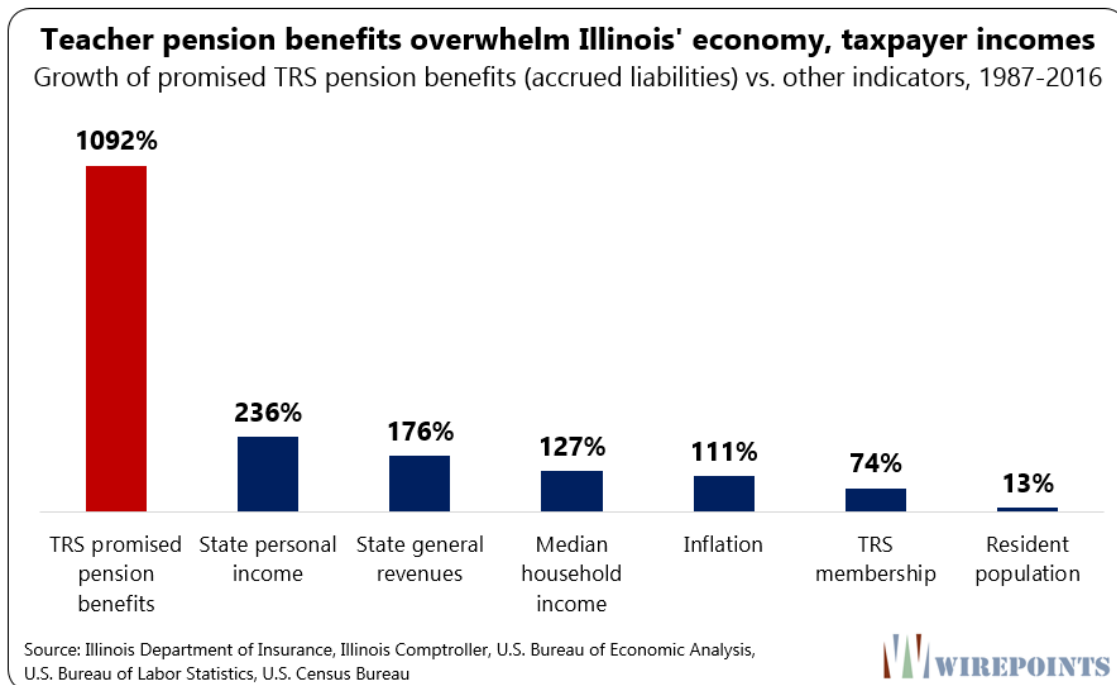 Teacher pension benefits overwhelm Illinois' economy, taxpayer incomes
Growth of promised TRS pension benefits (accrued liabilities) vs. other indicators, 1987-2016
1092%
236%
176%
127%
111%
74%
13%
TRS promised
pension
benefits
State personal
income
State general
revenues
Median
household
income
Inflation
TRS
membership
Resident
population
Source: Illinois Department of Insurance, Illinois Comptroller, U.S. Bureau of Economic Analysis,
U.S. Bureau of Labor Statistics, U.S. Census Bureau
WIREPOINTS